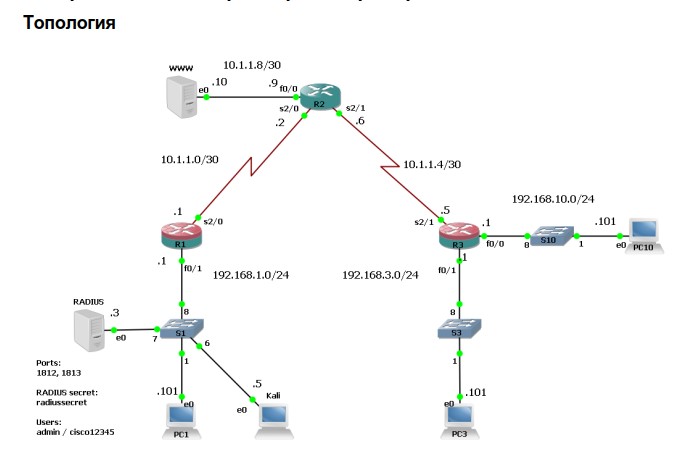 Топология
www
10.1.1.8/30
.10
.9
e0
f0/0
R2
s2/0
s2/1
.2
.6
10.1.1.0/30
10.1.1.4/30
192.168.10.0/24
.1
s2/0
R1
.5
s2/1
R3
.1
f0/0
8
S10
1
.101
e0
PC10
.1
f0/1
192.168.1.0/24
192.168.3.0/24
.1
f0/1
RADIUS
.3
e0
7
8
S1
6
1
8
S3
1
Ports:
1812, 1813
RADIUS secret:
radiussecret
Users:
admin / cisco12345
.101
e0
PC1
.5
e0
Kali
.101
e0
PC3